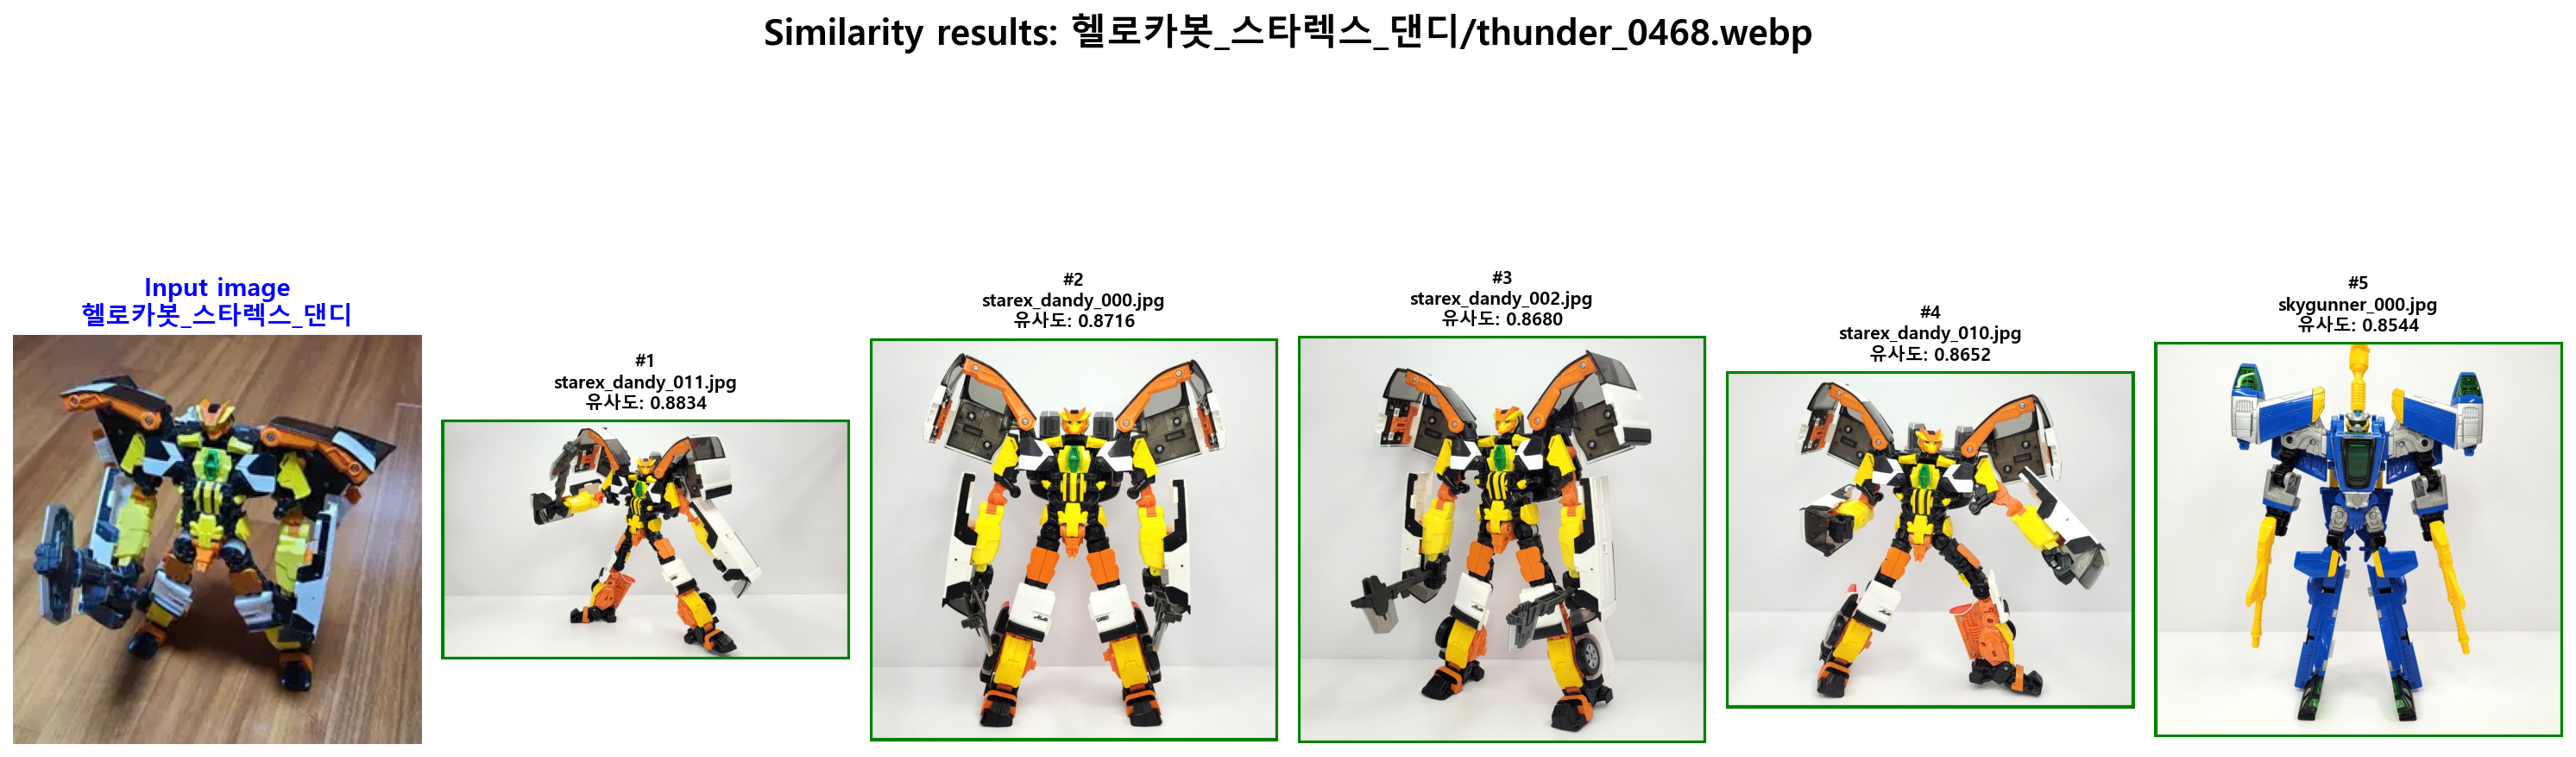 Similarity results: 헬로카봇_스타렉스_댄디/thunder_0468.webp
Input image
헬로카봇_스타렉스_댄디
#1
starex_dandy_011.jpg
유사도: 0.8834
#2
starex_dandy_000.jpg
유사도: 0.8716
#3
starex_dandy_002.jpg
유사도: 0.8680
#4
starex_dandy_010.jpg
유사도: 0.8652
#5
skygunner_000.jpg
유사도: 0.8544